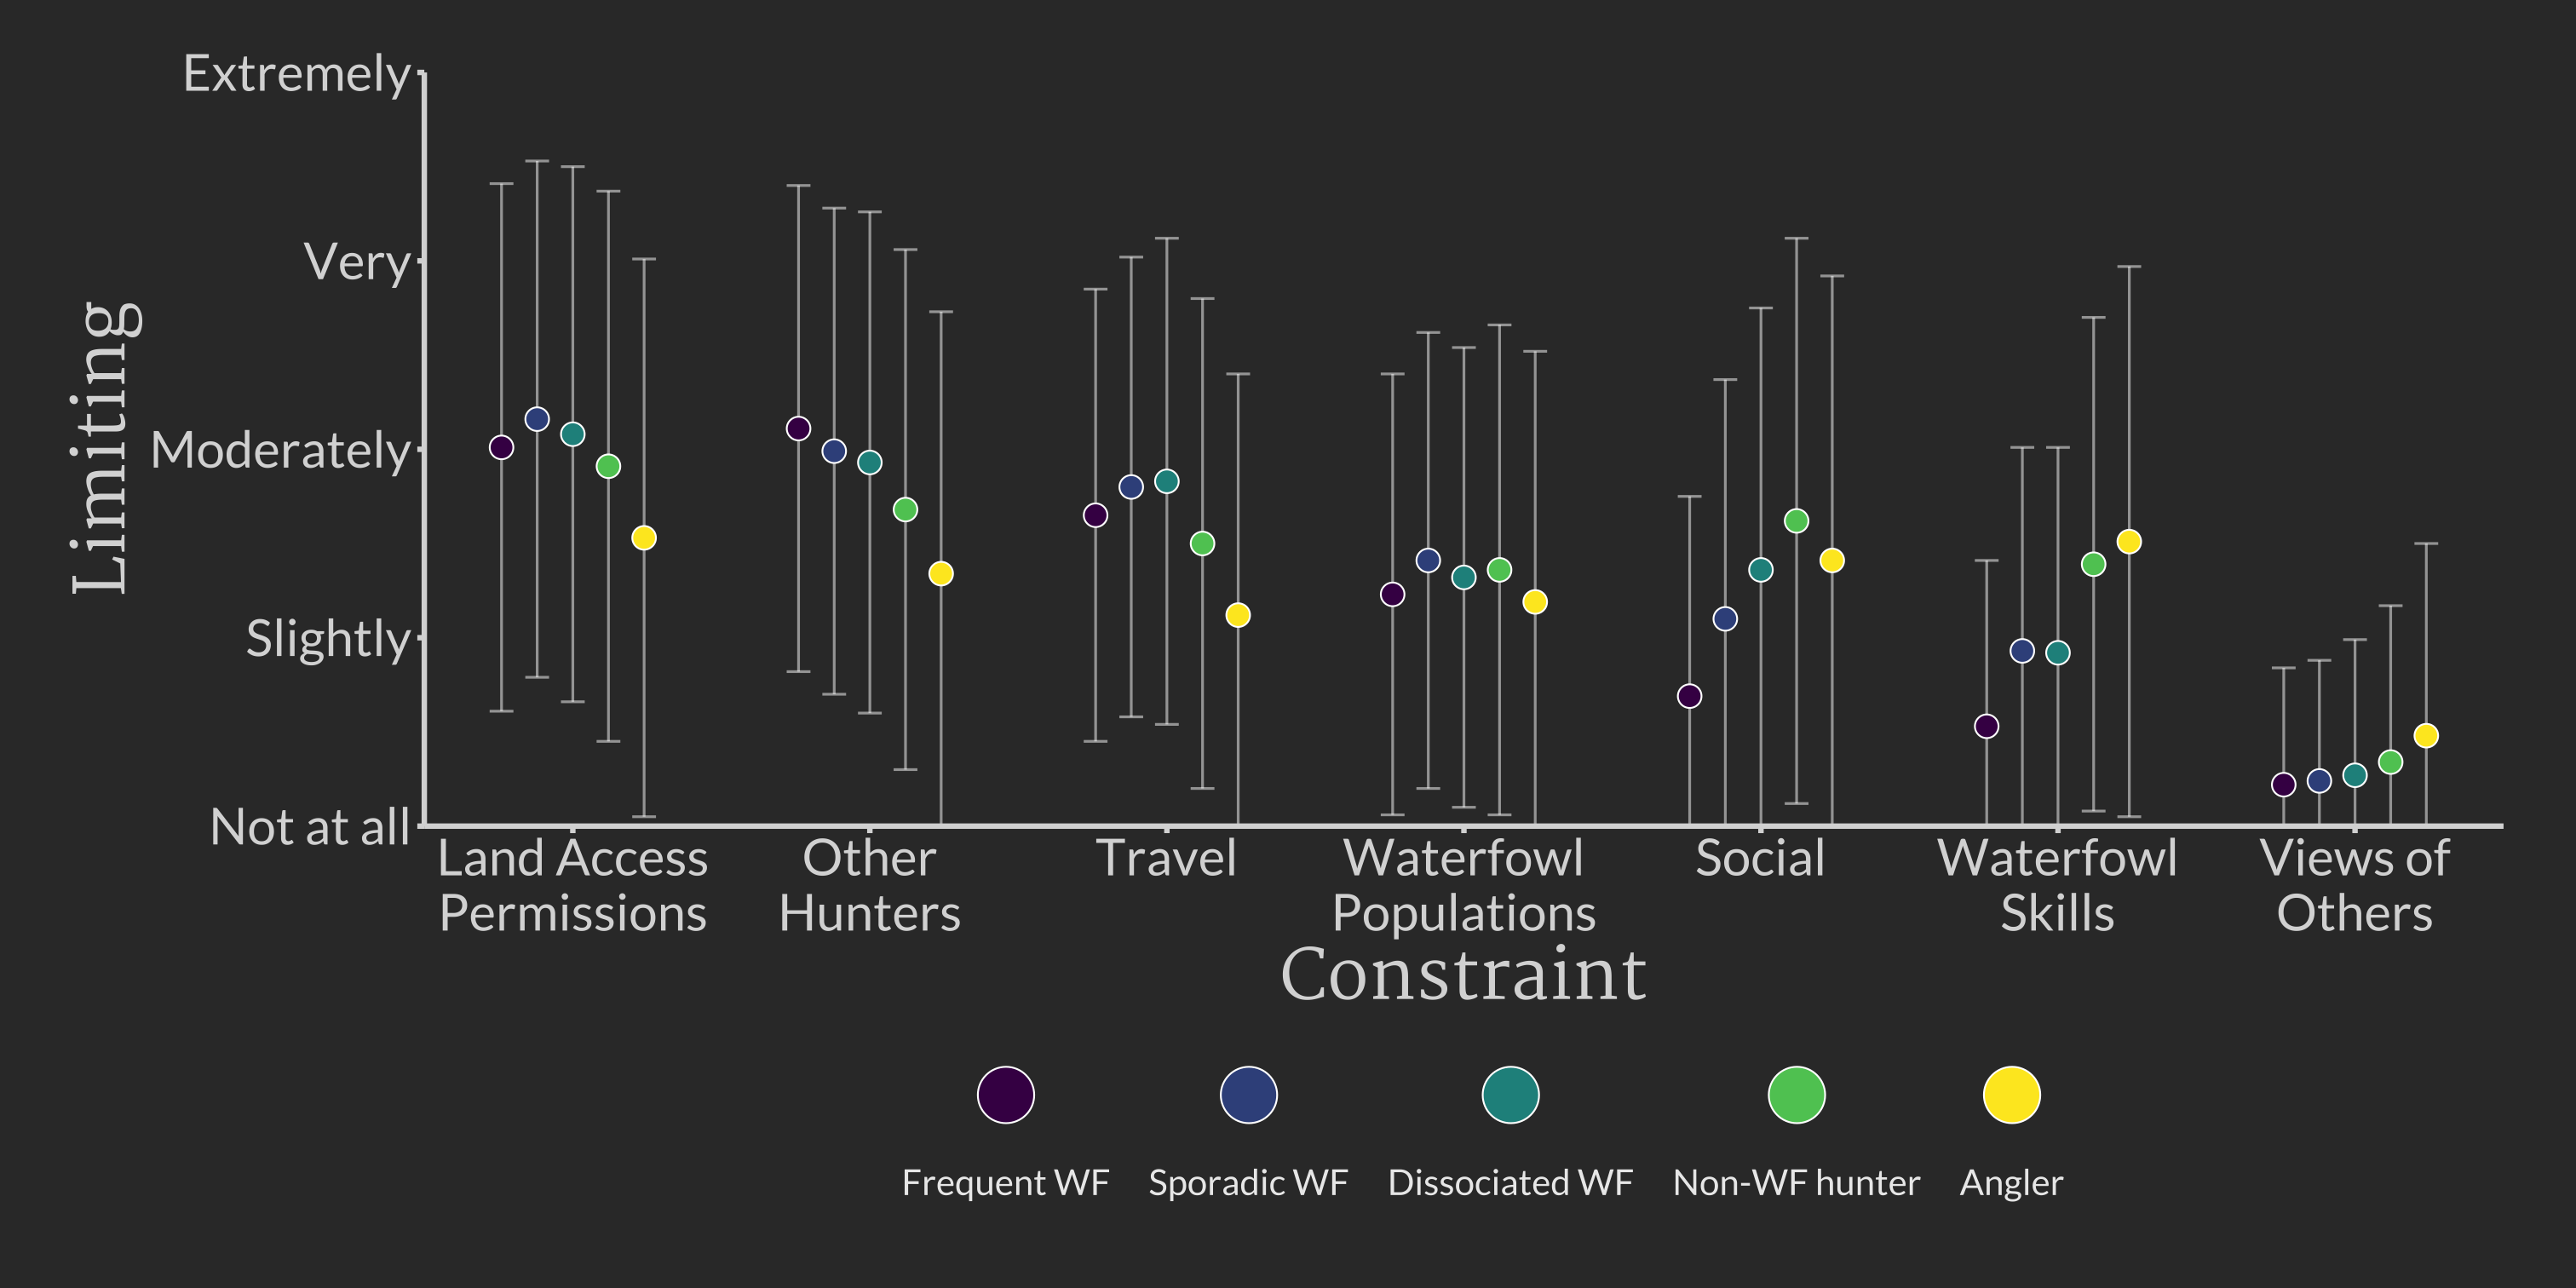 Limiting
Extremely
Very
Moderately
Slightly
Not at all
Land Access
Permissions
Other
Hunters
Travel
Waterfowl
Populations
Social
Waterfowl
Skills
Views of
Others
Constraint
Frequent WF
Sporadic WF
Dissociated WF
Non-WF hunter
Angler